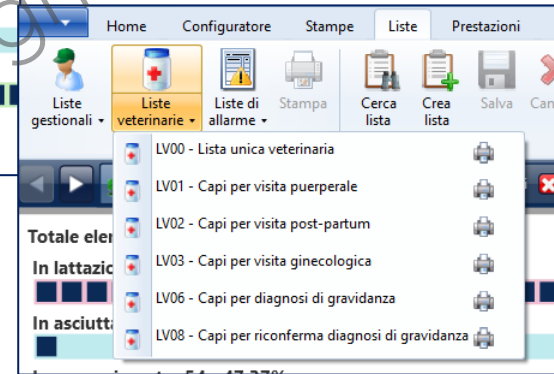 Home Configuratore Stampe Liste Prestazioni
Liste gestionali
Liste veterinarie
Liste di allarme
Stampa
Cerca lista
Crea lista
Salva
Can
LV00 - Lista unica veterinaria
LV01 - Capi per visita puerperale
LV02 - Capi per visita post-partum
LV03 - Capi per visita ginecologica
LV06 - Capi per diagnosi di gravidanza
LV08 - Capi per riconferma diagnosi di gravidanza
Totale eler
In lattazio
In asciutta